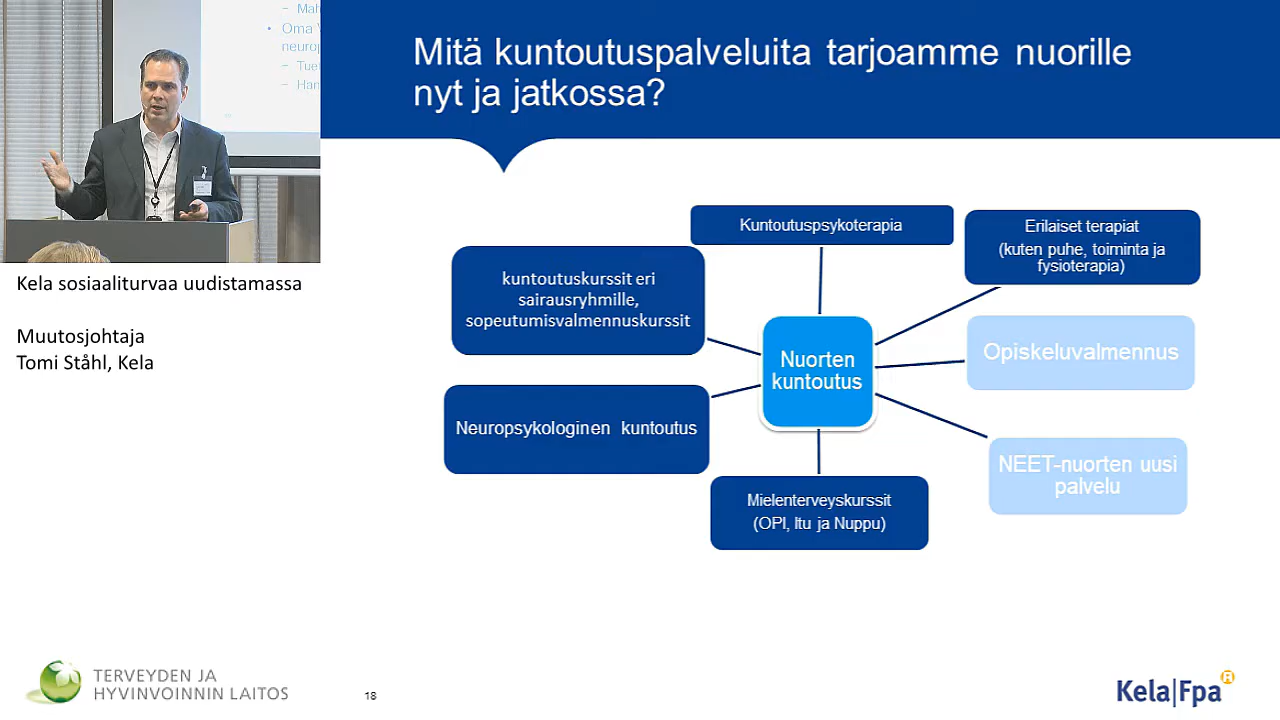 Mitä kuntoutuspalveluita tarjoamme nuorille
nyt ja jatkossa?
Kela sosiaaliturvaa uudistamassa
Muutosjohtaja
Tomi Ståhl, Kela
Kuntoutuspsykoterapia
Erilaiset terapiat
(kuten puhe, toiminta ja
fysioterapia)
kuntoutuskurssit eri
sairausryhmille,
sopeutumisvalmennuskurssit
Nuorten
kuntoutus
Opiskeluvalmennus
Neuropsykologinen kuntoutus
NEET-nuorten uusi
palvelu
Mielenterveyskurssit
(OPI, Itu ja Nuppu)
TERVEYDEN JA
HYVINVOINNIN LAITOS
18
Kela|Fpa